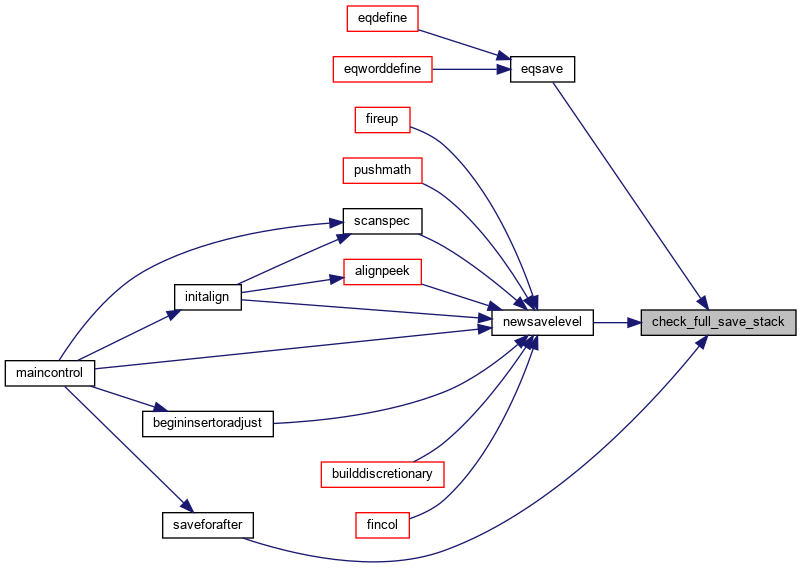 eqdefine
eqworddefine
eqsave
fireup
pushmath
scanspec
alignpeek
initalign
newsavelevel
check_full_save_stack
maincontrol
begininsertoradjust
builddiscretionary
saveforafter
fincol